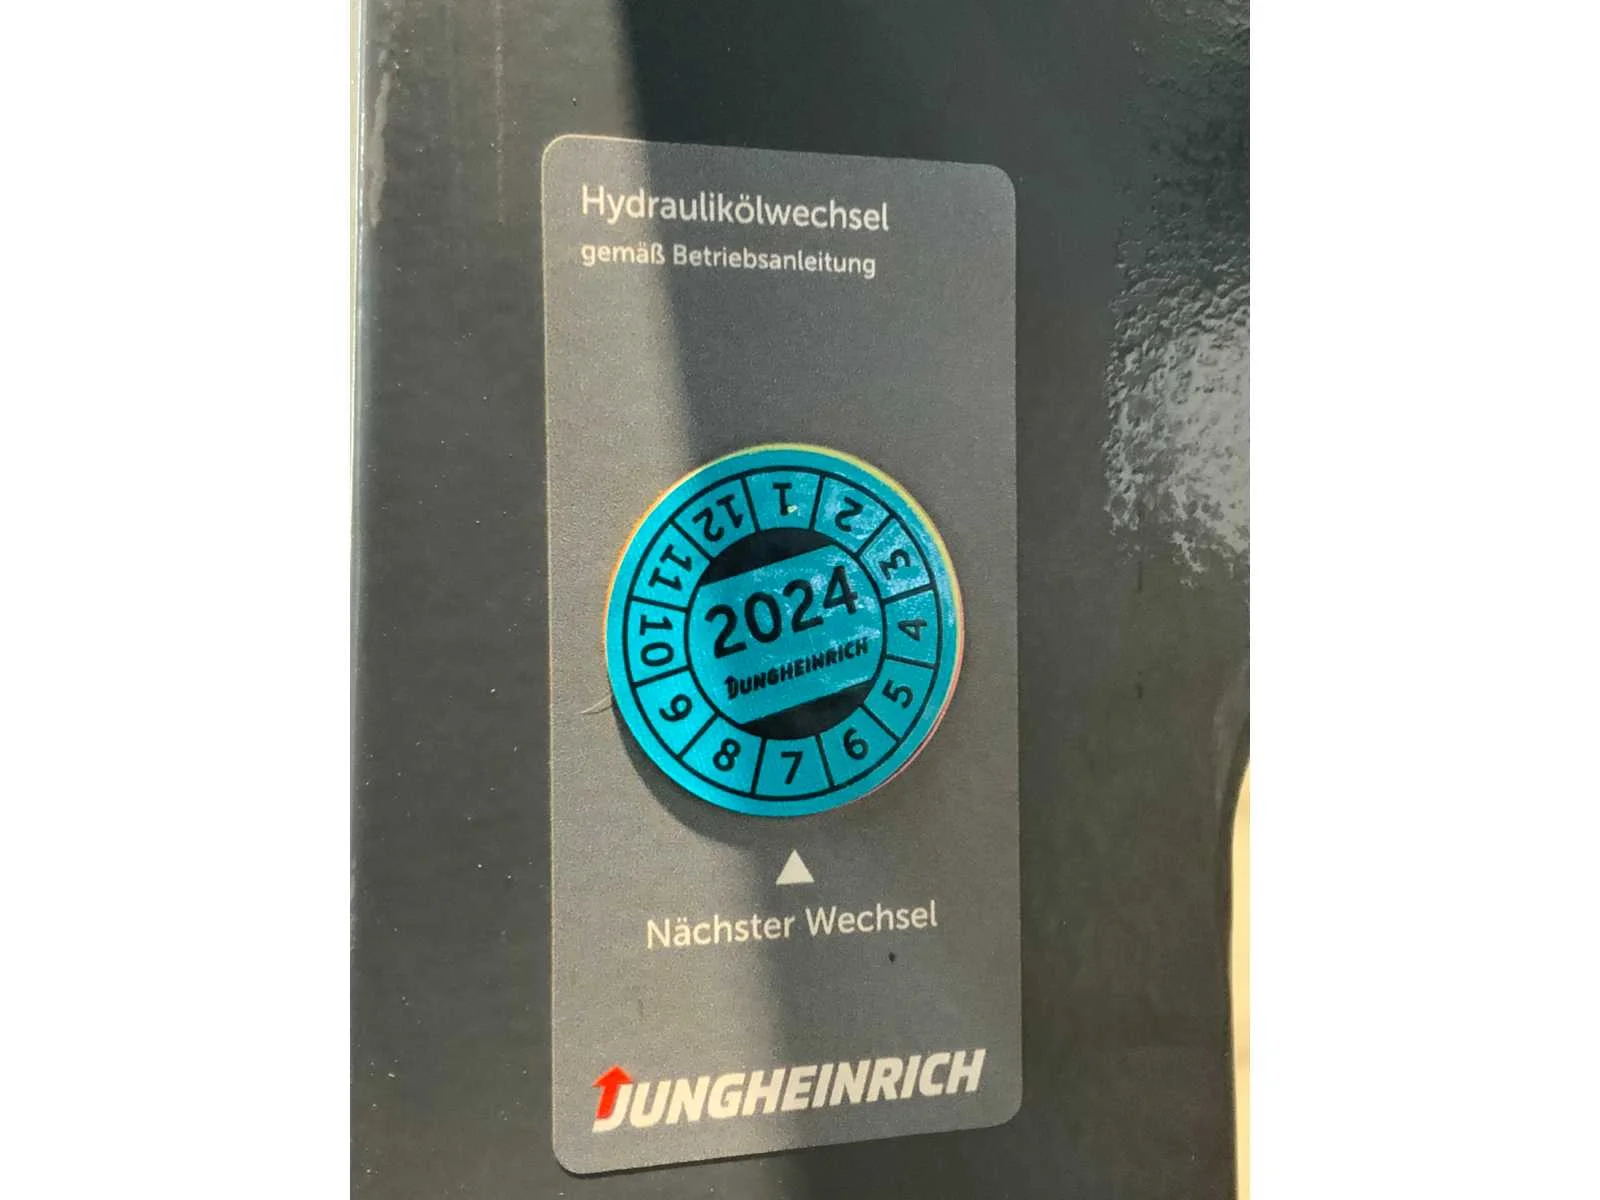 Hydraulikölwechsel
gemäß Betriebsanleitung
12 1 2 3 4 5 6 7 8 9 10 11
2024
JUNGHEINRICH
Nächster Wechsel
JUNGHEINRICH